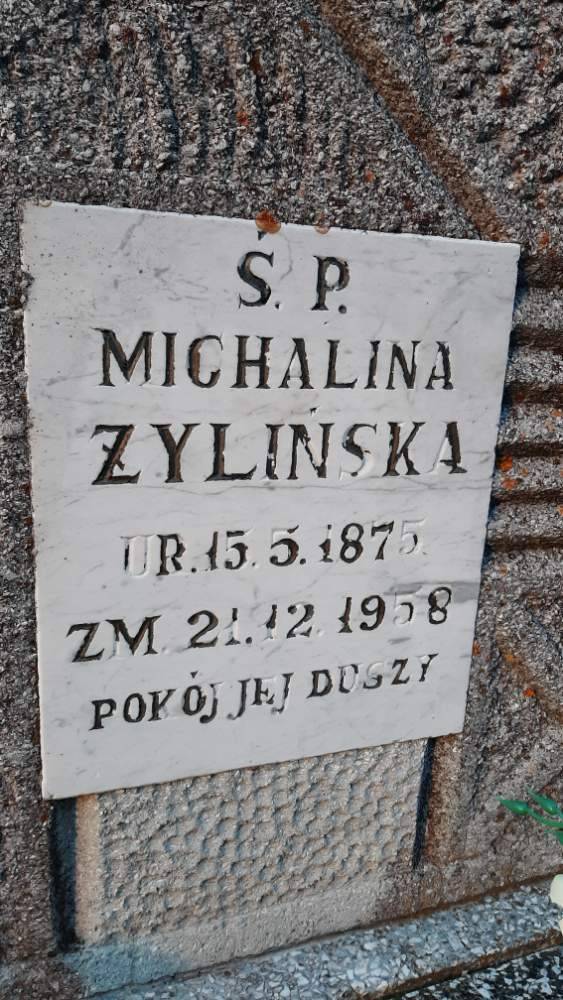 Ś. P.
MICHALINA
ZYLIŃSKA
UR. 15. 5. 1875.
ZM. 21. 12. 1958
POKÓJ JEJ DUSZY